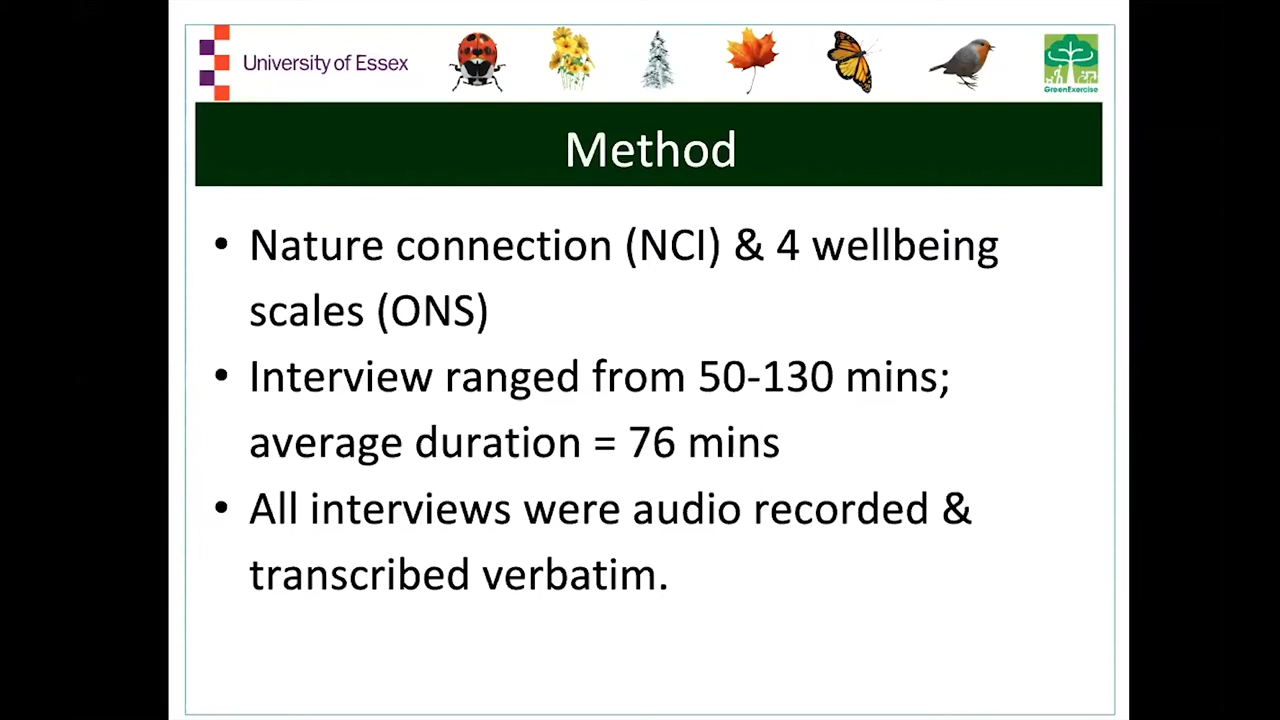 University of Essex
GreenExercise
Method
• Nature connection (NCI) & 4 wellbeing
scales (ONS)
• Interview ranged from 50-130 mins;
average duration = 76 mins
• All interviews were audio recorded &
transcribed verbatim.